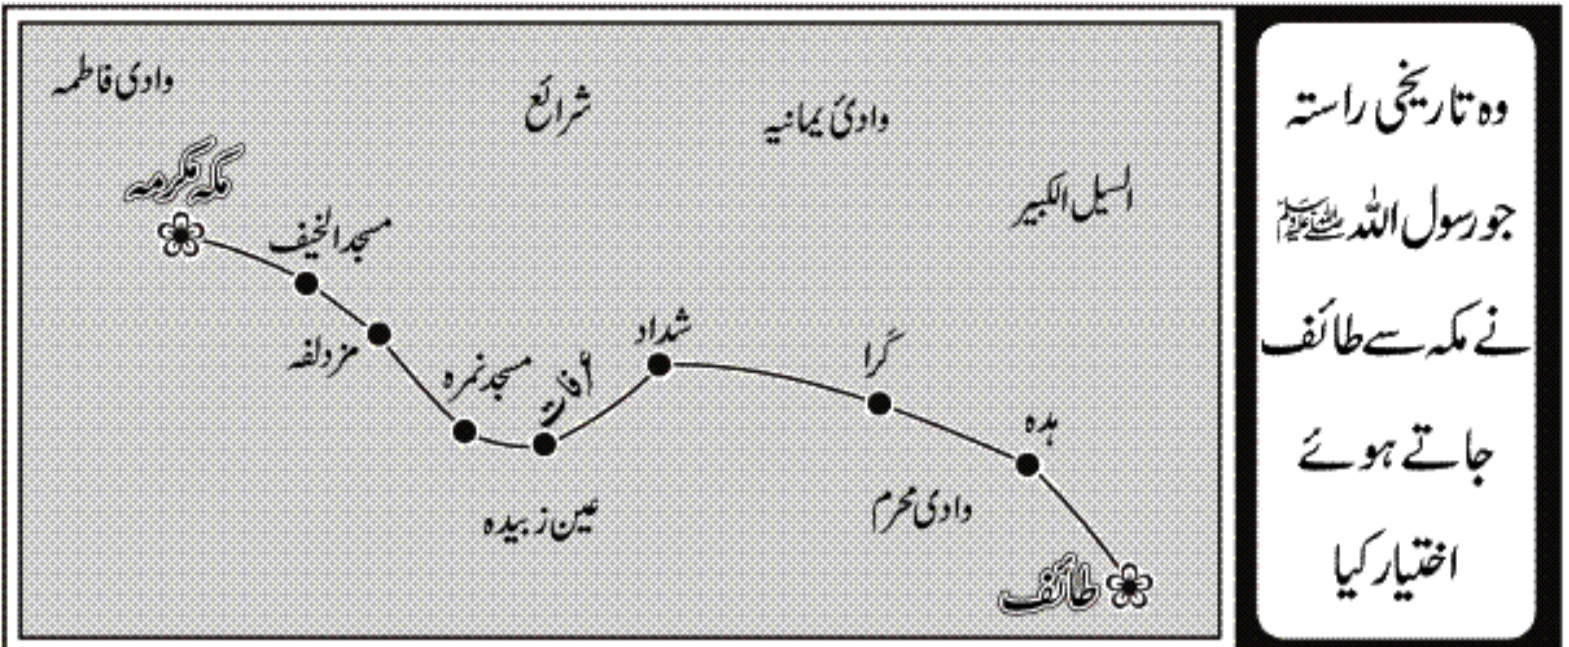 وہ تاریخی راستہ
جو رسول اللہ ﷺ
نے مکہ سے طائف
جاتے ہوئے
اختیار کیا
وادی فاطمہ
شرائع
وادئ یمانیہ
السیل الکبیر
مکہ مکرمہ
مسجد الخیف
مزدلفہ
مسجد نمرہ
شداد
گرا
ہدہ
عین زبیدہ
وادی محرم
طائف